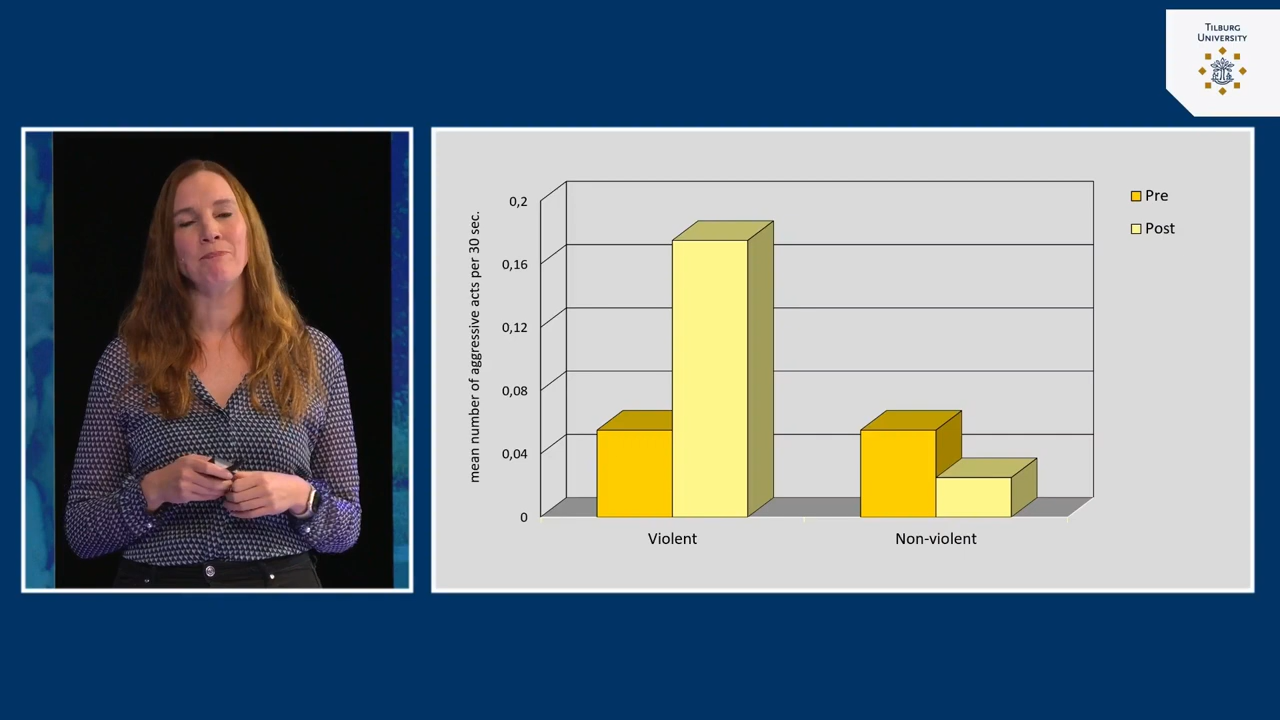 TILBURG
UNIVERSITY
mean number of aggressive acts per 30 sec.
0,2
0,16
0,12
0,08
0,04
0
Violent
Non-violent
Pre
Post